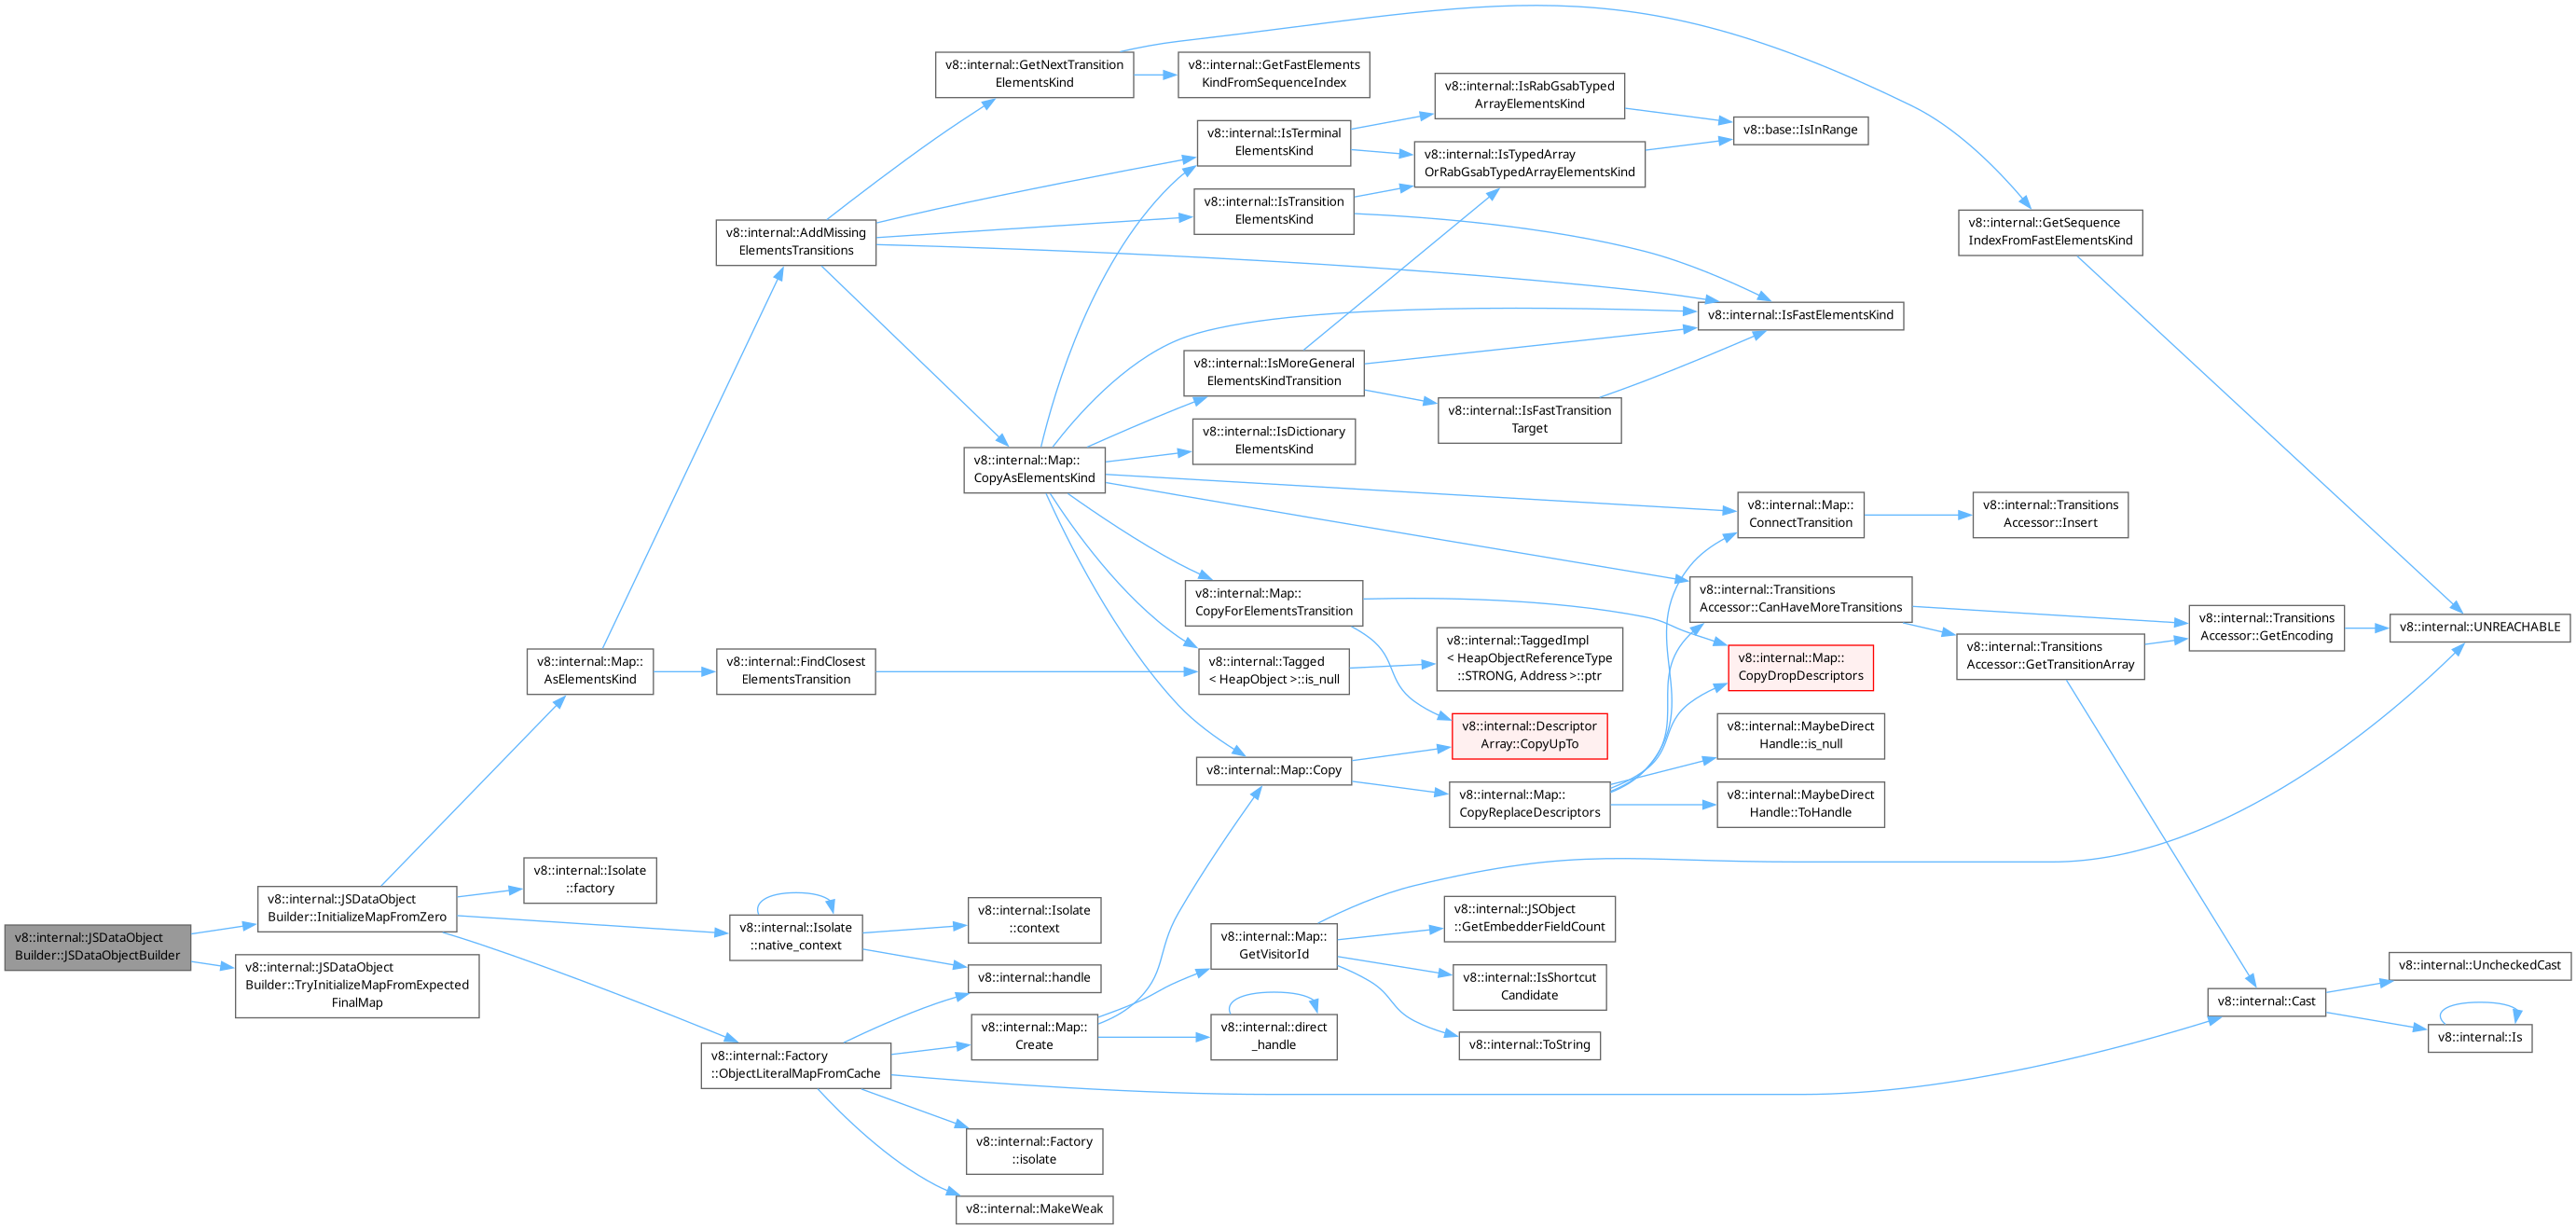 v8::internal::JSDataObject
Builder::JSDataObjectBuilder
v8::internal::JSDataObject
Builder::InitializeMapFromZero
v8::internal::JSDataObject
Builder::TryInitializeMapFromExpected
FinalMap
v8::internal::Map::
AsElementsKind
v8::internal::Isolate
::factory
v8::internal::AddMissing
ElementsTransitions
v8::internal::FindClosest
ElementsTransition
v8::internal::Isolate
::native_context
v8::internal::Factory
::ObjectLiteralMapFromCache
v8::internal::GetNextTransition
ElementsKind
v8::internal::Map::
CopyAsElementsKind
v8::internal::Isolate
::context
v8::internal::handle
v8::internal::Map::
Create
v8::internal::Factory
::isolate
v8::internal::MakeWeak
v8::internal::GetFastElements
KindFromSequenceIndex
v8::internal::IsTerminal
ElementsKind
v8::internal::IsTransition
ElementsKind
v8::internal::IsMoreGeneral
ElementsKindTransition
v8::internal::IsDictionary
ElementsKind
v8::internal::Map::
CopyForElementsTransition
v8::internal::Tagged
< HeapObject >::is_null
v8::internal::Map::Copy
v8::internal::Map::
GetVisitorId
v8::internal::direct
_handle
v8::internal::IsRabGsabTyped
ArrayElementsKind
v8::internal::IsTypedArray
OrRabGsabTypedArrayElementsKind
v8::internal::IsFastTransition
Target
v8::internal::TaggedImpl
< HeapObjectReferenceType
::STRONG, Address >::ptr
v8::internal::Descriptor
Array::CopyUpTo
v8::internal::Map::
CopyReplaceDescriptors
v8::internal::JSObject
::GetEmbedderFieldCount
v8::internal::IsShortcut
Candidate
v8::internal::ToString
v8::base::IsInRange
v8::internal::IsFastElementsKind
v8::internal::Map::
ConnectTransition
v8::internal::Transitions
Accessor::CanHaveMoreTransitions
v8::internal::Map::
CopyDropDescriptors
v8::internal::MaybeDirect
Handle::is_null
v8::internal::MaybeDirect
Handle::ToHandle
v8::internal::GetSequence
IndexFromFastElementsKind
v8::internal::Transitions
Accessor::Insert
v8::internal::Transitions
Accessor::GetTransitionArray
v8::internal::Transitions
Accessor::GetEncoding
v8::internal::Cast
v8::internal::UNREACHABLE
v8::internal::UncheckedCast
v8::internal::Is